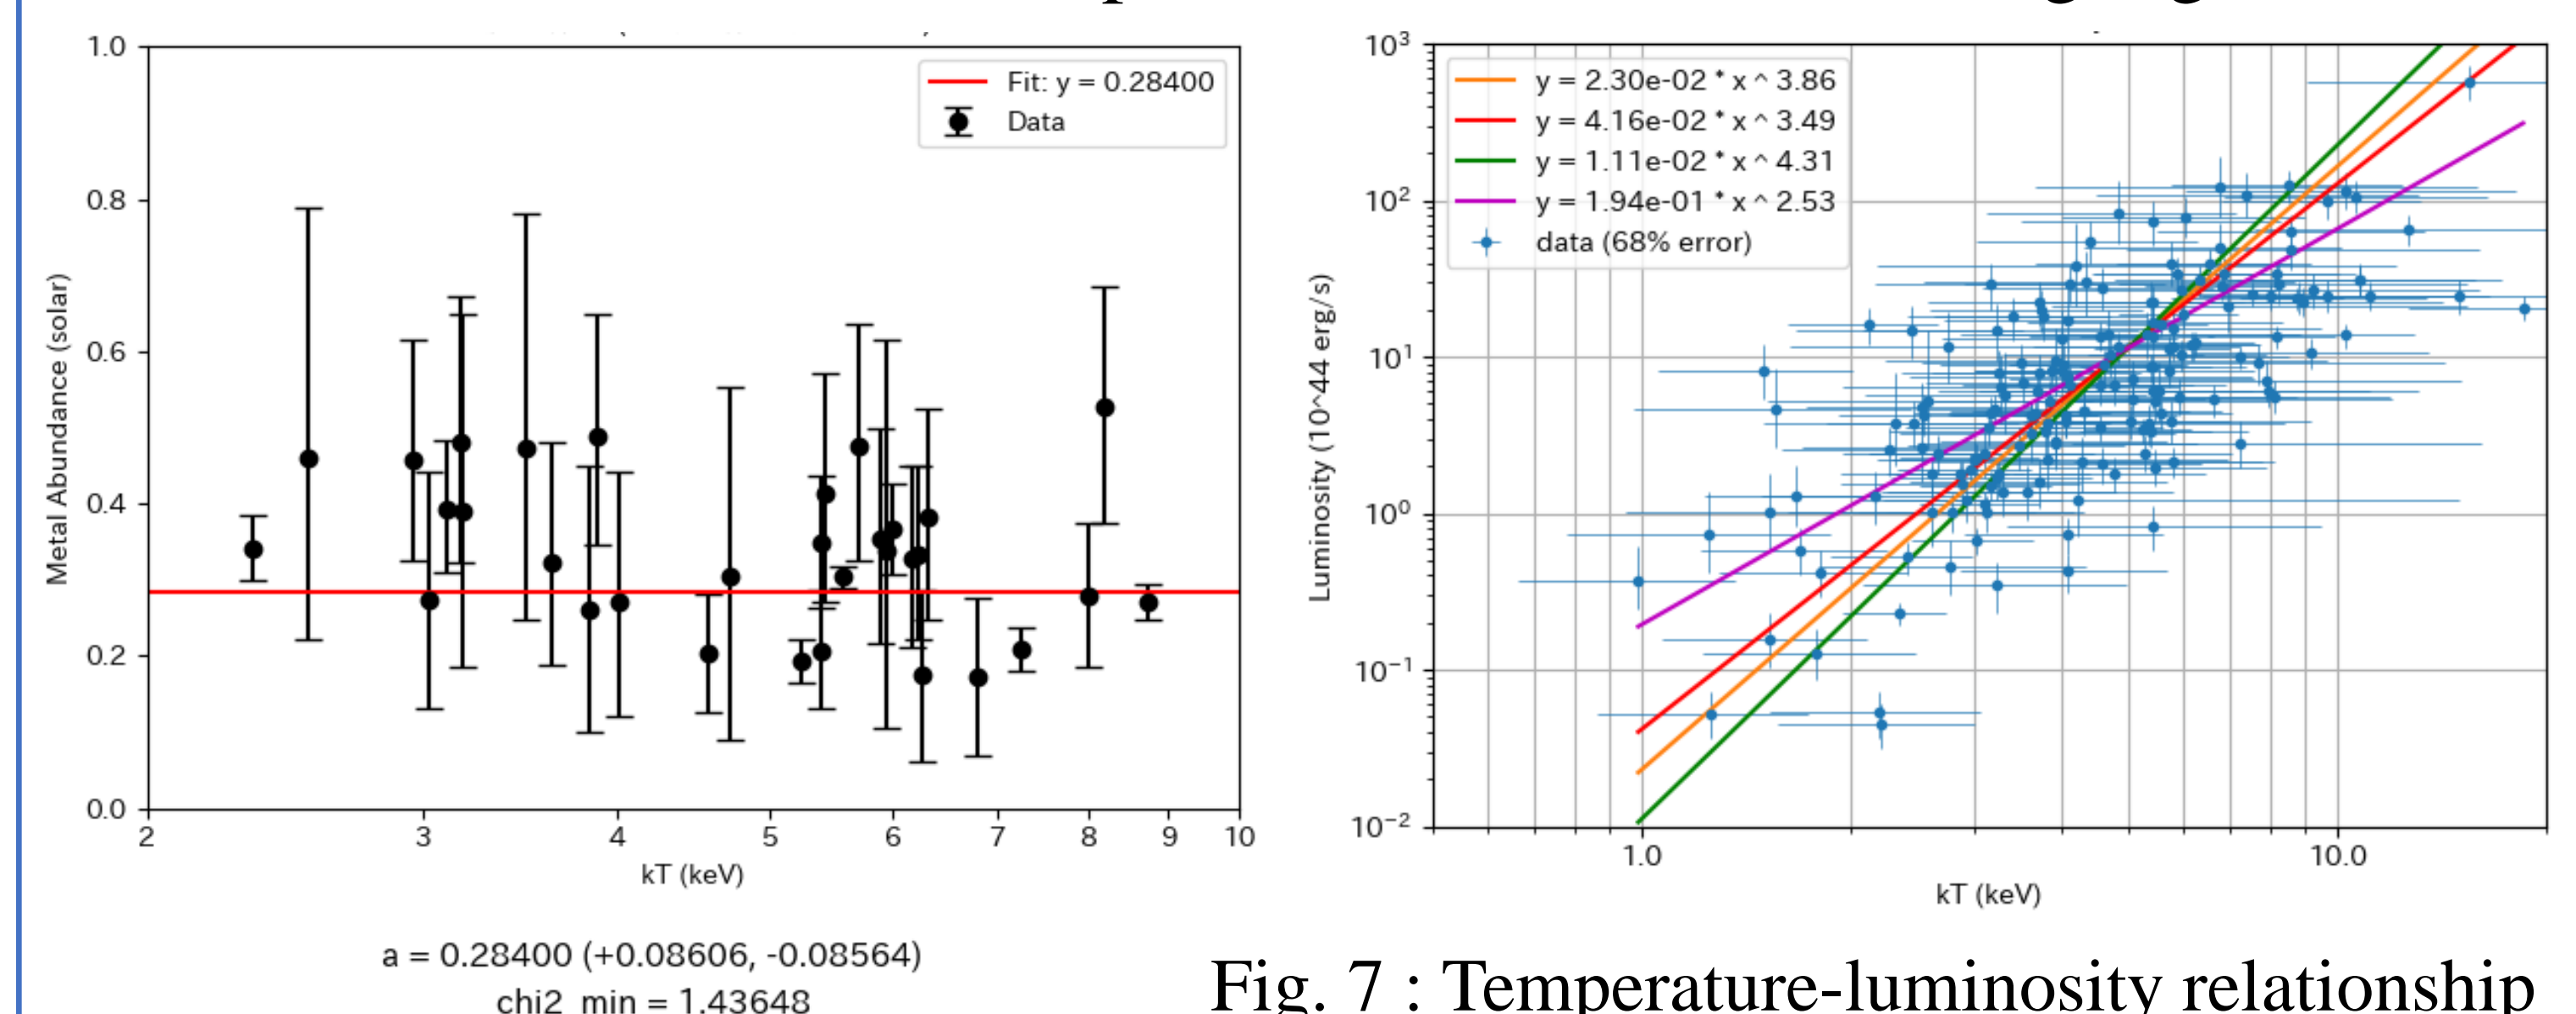 1.0
0.8
0.6
0.4
0.2
0.0
Metal Abundance (solar)
Fit: y = 0.28400
Data
2 3 4 5 6 7 8 9 10
kT (keV)
a = 0.28400 (+0.08606, -0.08564)
chi2_min = 1.43648
10^3
10^2
10^1
10^0
10^-1
10^-2
Luminosity (10^44 erg/s)
y = 2.30e-02 * x ^ 3.86
y = 4.16e-02 * x ^ 3.49
y = 1.11e-02 * x ^ 4.31
y = 1.94e-01 * x ^ 2.53
data (68% error)
1.0 10.0
kT (keV)
Fig. 7 : Temperature-luminosity relationship